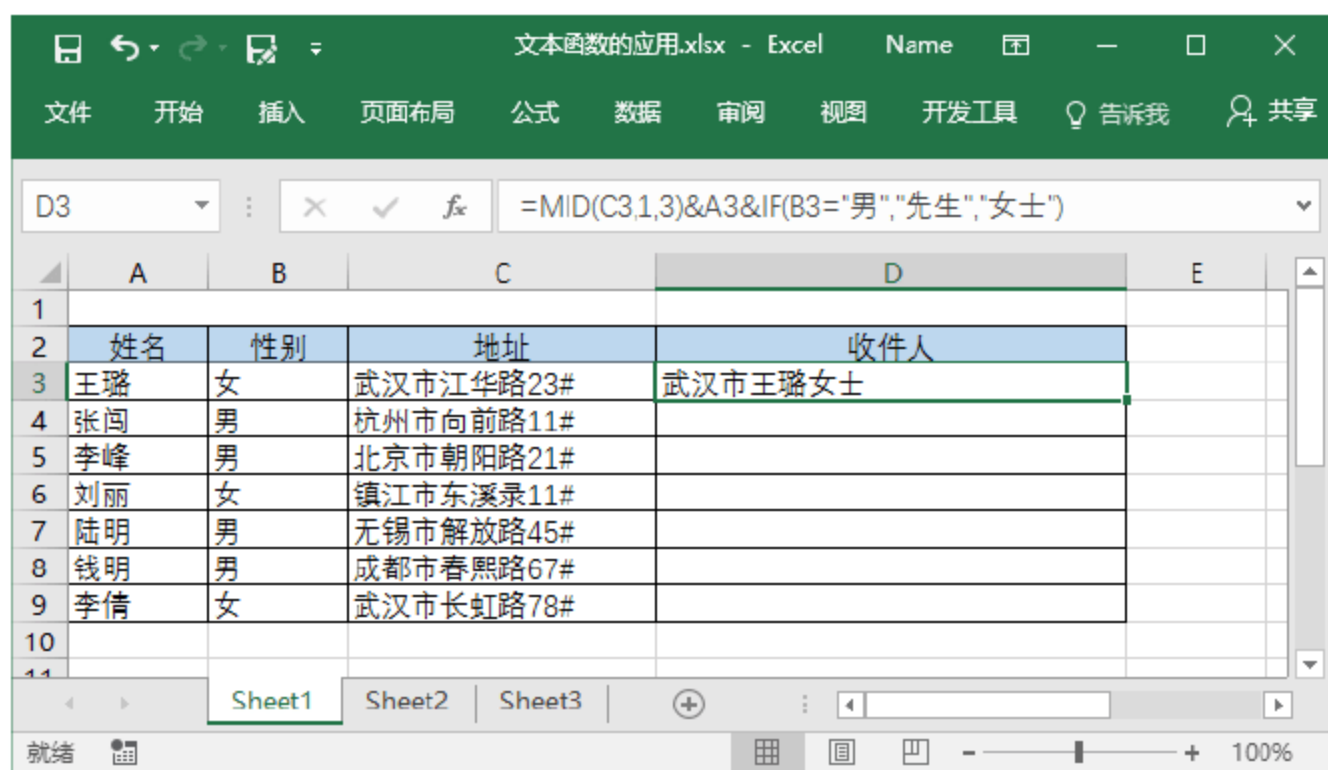 文本函数的应用.xlsx - Excel Name
文件 开始 插入 页面布局 公式 数据 审阅 视图 开发工具 告诉我 共享
D3 fx =MID(C3,1,3)&A3&IF(B3="男","先生","女士")
A B C D E
1
2 姓名 性别 地址 收件人
3 王璐 女 武汉市江华路23# 武汉市王璐女士
4 张闯 男 杭州市向前路11#
5 李峰 男 北京市朝阳路21#
6 刘丽 女 镇江市东溪录11#
7 陆明 男 无锡市解放路45#
8 钱明 男 成都市春熙路67#
9 李倩 女 武汉市长虹路78#
10
11
Sheet1 Sheet2 Sheet3
就绪 100%